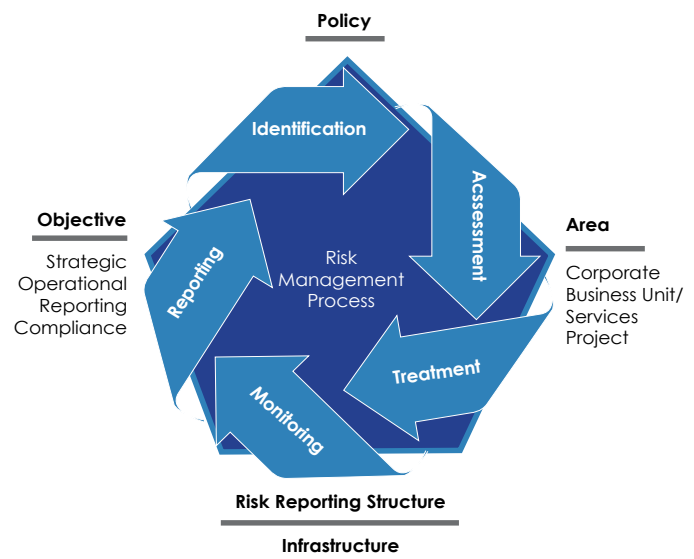 Policy
Identification
Acssessment
Objective
Strategic
Operational
Reporting
Compliance
Reporting
Risk
Management
Process
Area
Corporate
Business Unit/
Services
Project
Treatment
Monitoring
Risk Reporting Structure
Infrastructure